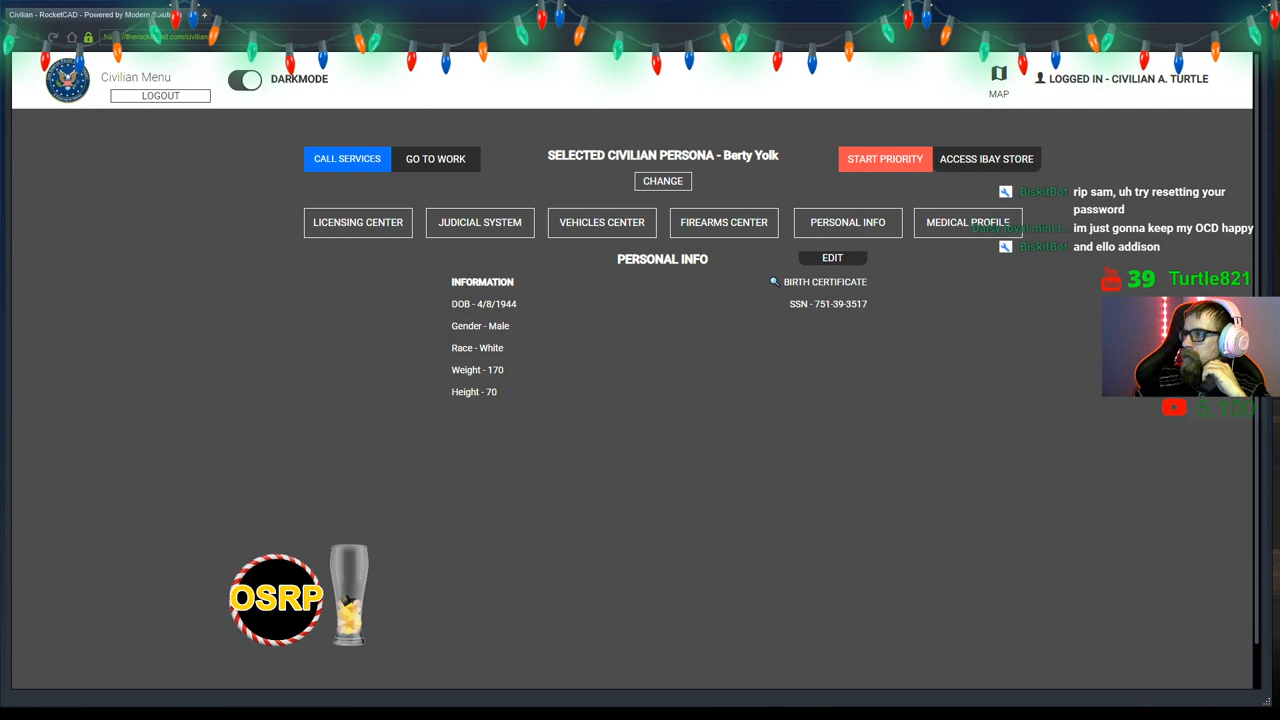 Civilian - RocketCAD - Powered by Modern
+
Civilian Menu
LOGOUT
DARKMODE
MAP
LOGGED IN - CIVILIAN A. TURTLE
CALL SERVICES
GO TO WORK
SELECTED CIVILIAN PERSONA - Berty Yolk
CHANGE
START PRIORITY
ACCESS IBAY STORE
BiskitBot rip sam, uh try resetting your
password
im just gonna keep my OCD happy
BiskitBot and ello addison
LICENSING CENTER
JUDICIAL SYSTEM
VEHICLES CENTER
FIREARMS CENTER
PERSONAL INFO
MEDICAL PROFILE
PERSONAL INFO
EDIT
INFORMATION
BIRTH CERTIFICATE
DOB - 4/8/1944
SSN - 751-39-3517
Gender - Male
Race - White
Weight - 170
Height - 70
39 Turtle821
5,100
OSRP